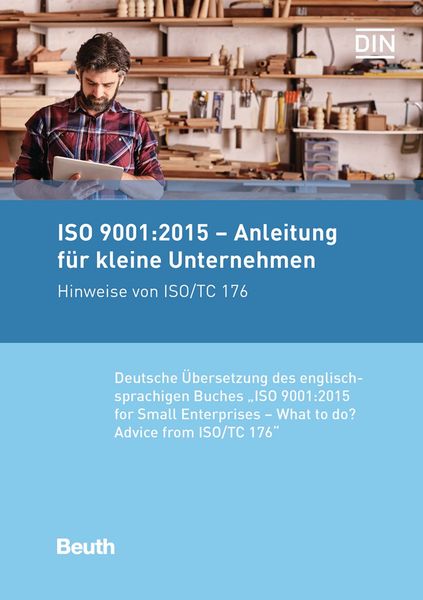 DIN
ISO 9001:2015 – Anleitung
für kleine Unternehmen
Hinweise von ISO/TC 176
Deutsche Übersetzung des englisch-
sprachigen Buches „ISO 9001:2015
for Small Enterprises – What to do?
Advice from ISO/TC 176“
Beuth